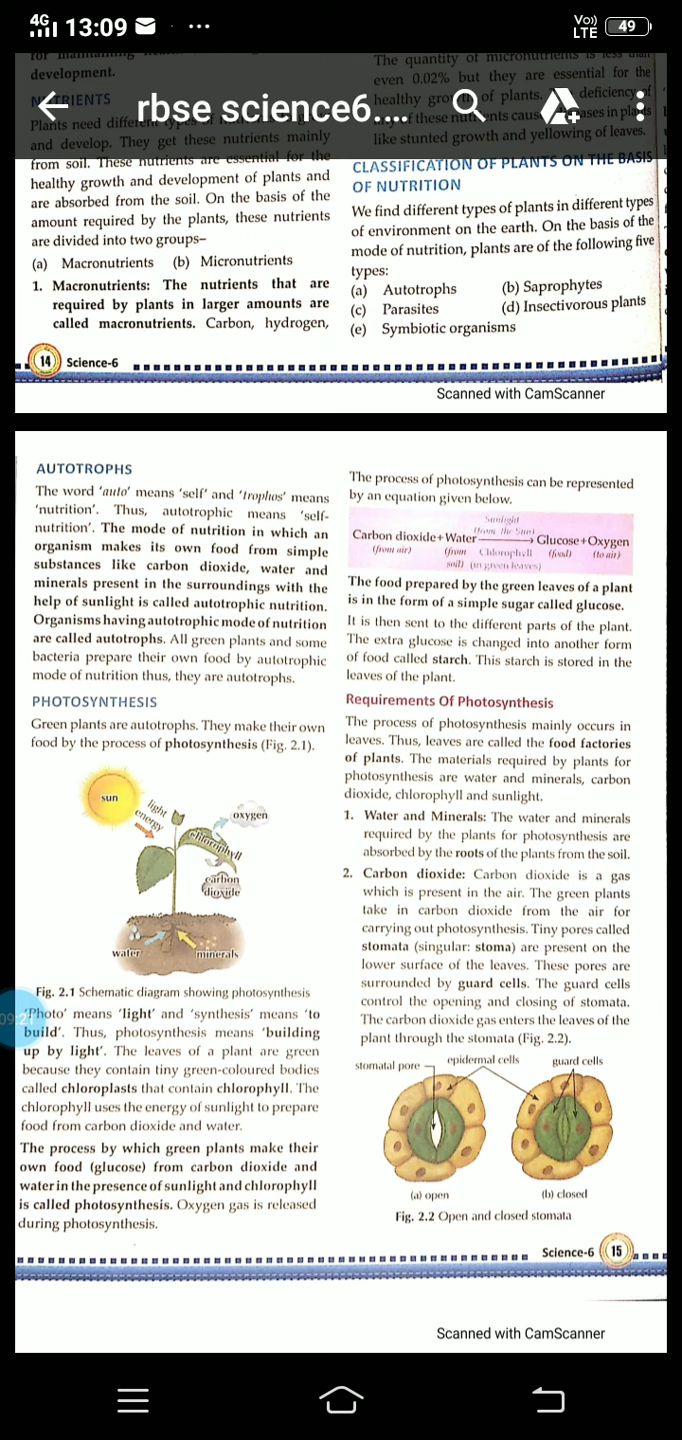 4G 13:09 ...
Vo)) LTE 49
rbse science6....
development.
NUTRIENTS
and develop. They get these nutrients mainly
from soil. These nutrients are essential for the
healthy growth and development of plants and
are absorbed from the soil. On the basis of the
amount required by the plants, these nutrients
are divided into two groups–
(a) Macronutrients (b) Micronutrients
1. Macronutrients: The nutrients that are
required by plants in larger amounts are
called macronutrients. Carbon, hydrogen,
The quantity of micronutrients is less than
even 0.02% but they are essential for the
healthy growth of plants. deficiency of
of these nutrients in plants
like stunted growth and yellowing of leaves.
CLASSIFICATION OF PLANTS ON THE BASIS
OF NUTRITION
We find different types of plants in different types
of environment on the earth. On the basis of the
mode of nutrition, plants are of the following five
types:
(a) Autotrophs (b) Saprophytes
(c) Parasites (d) Insectivorous plants
(e) Symbiotic organisms
14 Science-6
Scanned with CamScanner
AUTOTROPHS
The word 'auto' means 'self' and 'trophos' means
'nutrition'. Thus, autotrophic means 'self-
nutrition'. The mode of nutrition in which an
organism makes its own food from simple
substances like carbon dioxide, water and
minerals present in the surroundings with the
help of sunlight is called autotrophic nutrition.
Organisms having autotrophic mode of nutrition
are called autotrophs. All green plants and some
bacteria prepare their own food by autotrophic
mode of nutrition thus, they are autotrophs.
PHOTOSYNTHESIS
Green plants are autotrophs. They make their own
food by the process of photosynthesis (Fig. 2.1).
sun
light
energy
oxygen
chlorophyll
carbon
dioxide
water
minerals
Fig. 2.1 Schematic diagram showing photosynthesis
09:21
'Photo' means 'light' and 'synthesis' means 'to
build'. Thus, photosynthesis means 'building
up by light'. The leaves of a plant are green
because they contain tiny green-coloured bodies
called chloroplasts that contain chlorophyll. The
chlorophyll uses the energy of sunlight to prepare
food from carbon dioxide and water.
The process by which green plants make their
own food (glucose) from carbon dioxide and
water in the presence of sunlight and chlorophyll
is called photosynthesis. Oxygen gas is released
during photosynthesis.
The process of photosynthesis can be represented
by an equation given below.
Sunlight
(from the Sun)
Carbon dioxide+Water → Glucose+Oxygen
(from air) (from Chlorophyll (food) (to air)
soil) (in green leaves)
The food prepared by the green leaves of a plant
is in the form of a simple sugar called glucose.
It is then sent to the different parts of the plant.
The extra glucose is changed into another form
of food called starch. This starch is stored in the
leaves of the plant.
Requirements Of Photosynthesis
The process of photosynthesis mainly occurs in
leaves. Thus, leaves are called the food factories
of plants. The materials required by plants for
photosynthesis are water and minerals, carbon
dioxide, chlorophyll and sunlight.
1. Water and Minerals: The water and minerals
required by the plants for photosynthesis are
absorbed by the roots of the plants from the soil.
2. Carbon dioxide: Carbon dioxide is a gas
which is present in the air. The green plants
take in carbon dioxide from the air for
carrying out photosynthesis. Tiny pores called
stomata (singular: stoma) are present on the
lower surface of the leaves. These pores are
surrounded by guard cells. The guard cells
control the opening and closing of stomata.
The carbon dioxide gas enters the leaves of the
plant through the stomata (Fig. 2.2).
stomatal pore epidermal cells guard cells
(a) open (b) closed
Fig. 2.2 Open and closed stomata
Science-6 15
Scanned with CamScanner